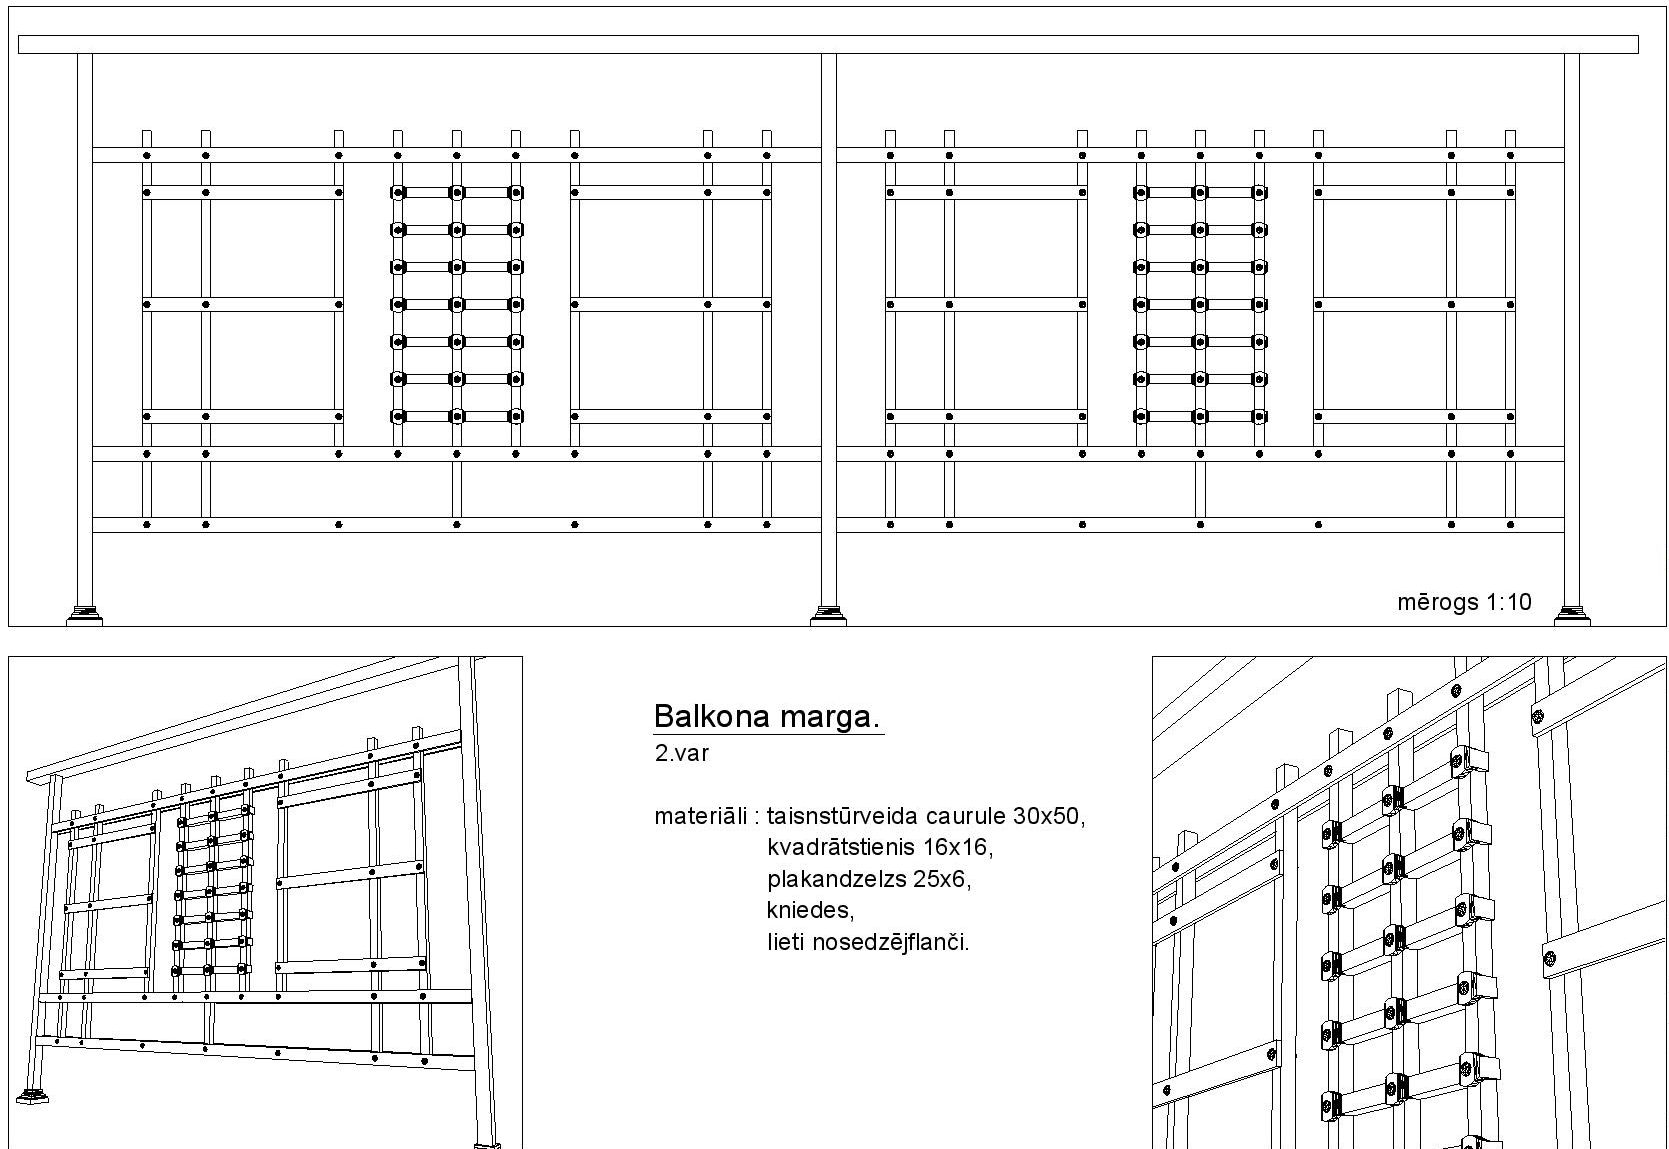 mērogs 1:10
Balkona marga.
2.var
materiāli : taisnstūrveida caurule 30x50,
kvadrātstienis 16x16,
plakandzelzs 25x6,
kniedes,
lieti nosedzējflanči.